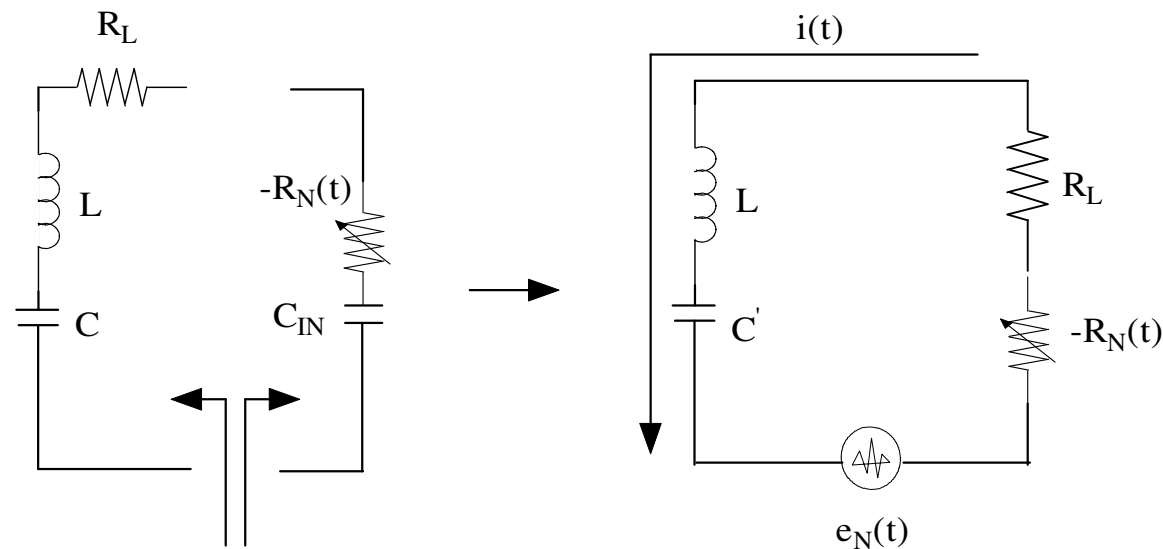 R_L
L
C
-R_N(t)
C_IN
i(t)
L
C'
R_L
-R_N(t)
e_N(t)